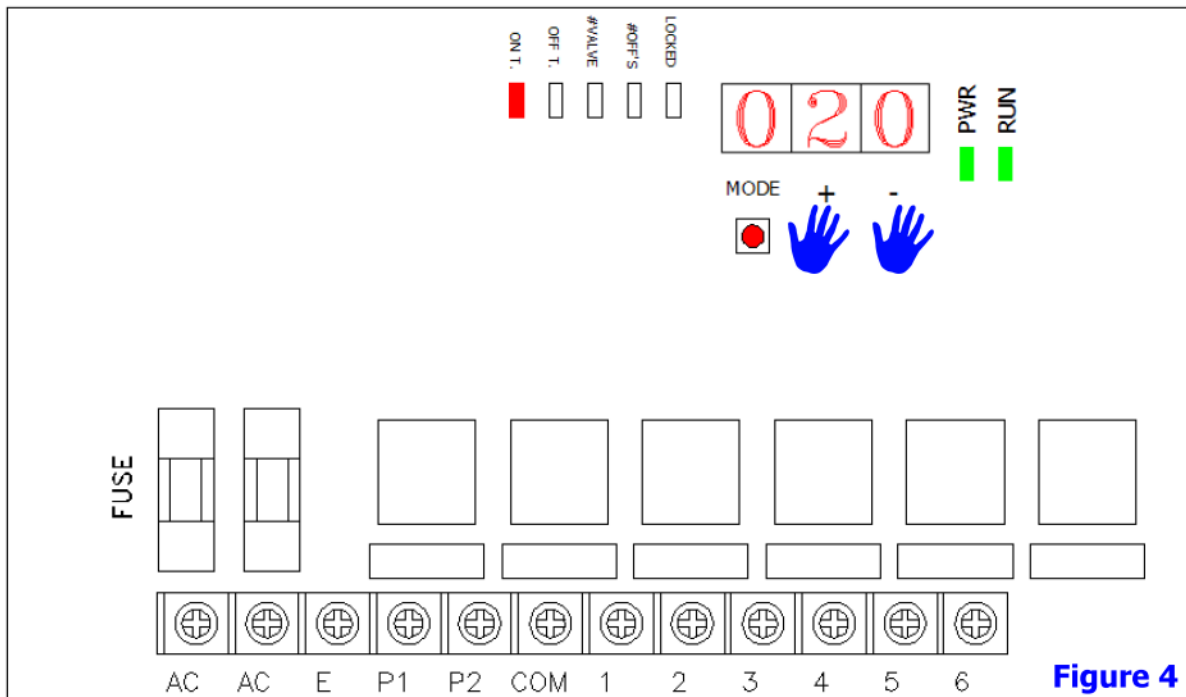 ON T.
OFF T.
#VALVE
#OFF'S
LOCKED
020
PWR
RUN
MODE + -
FUSE
AC AC E P1 P2 COM 1 2 3 4 5 6
Figure 4